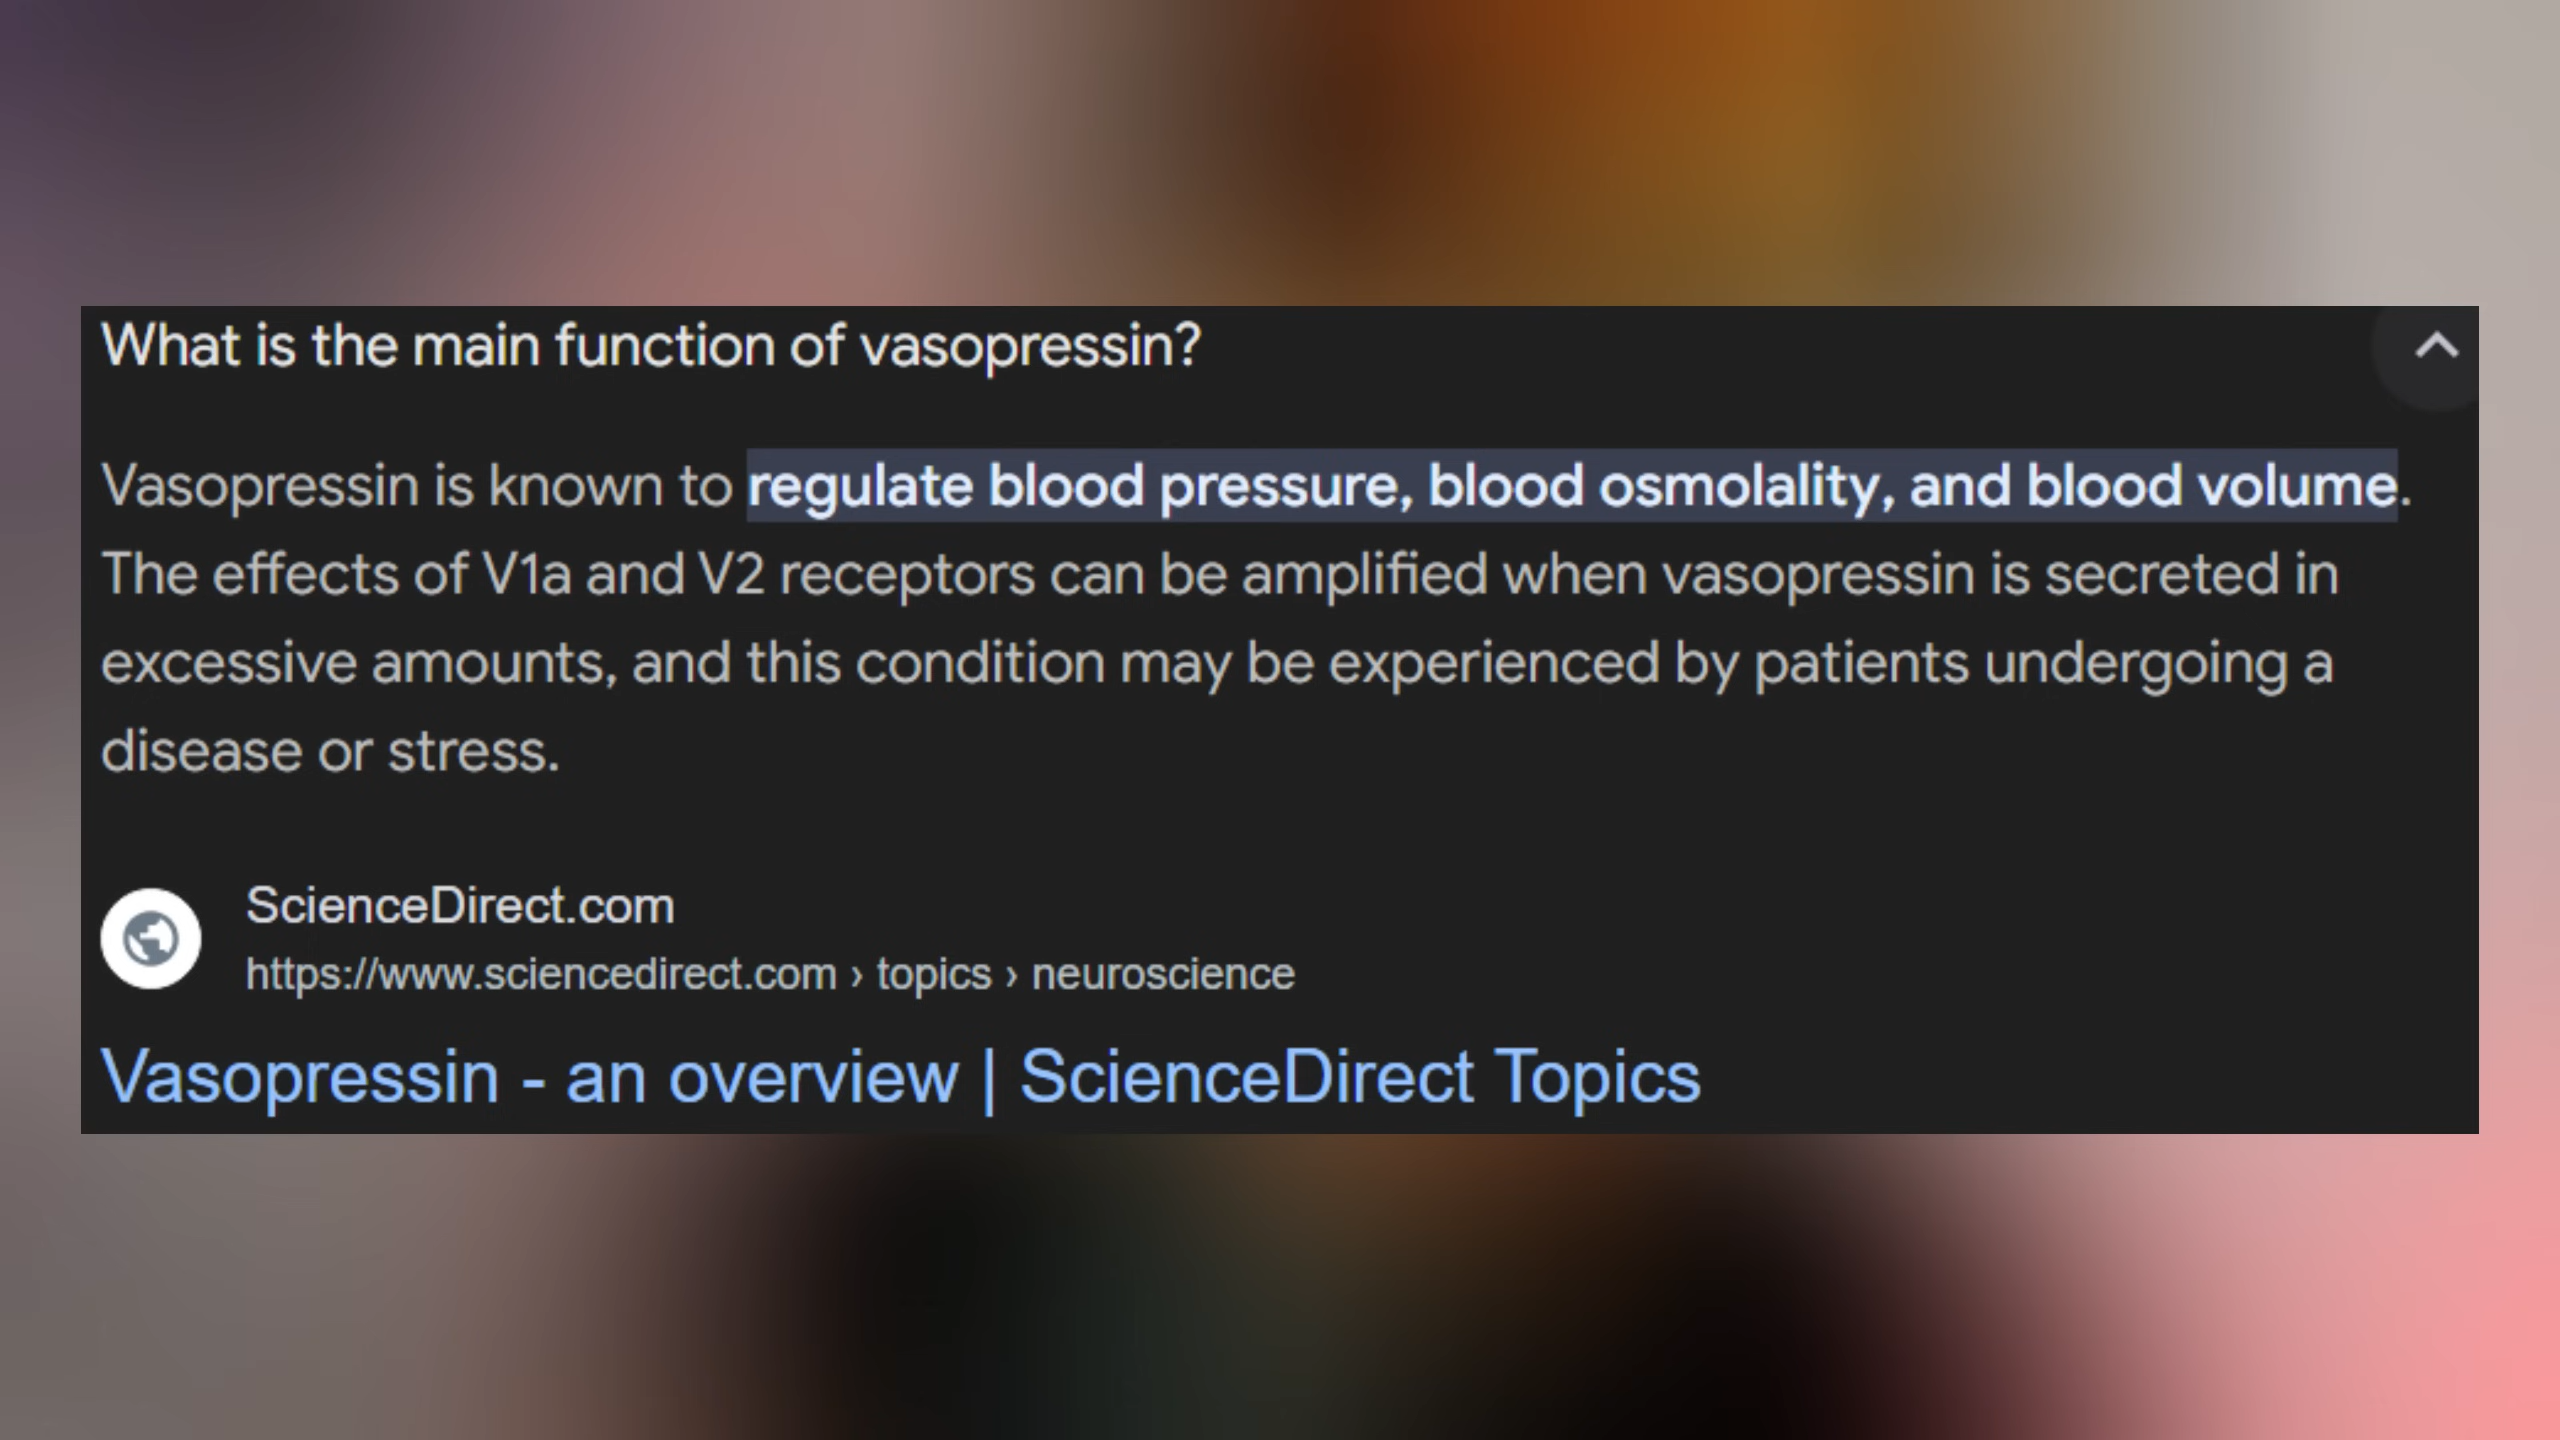 What is the main function of vasopressin?
Vasopressin is known to regulate blood pressure, blood osmolality, and blood volume.
The effects of V1a and V2 receptors can be amplified when vasopressin is secreted in
excessive amounts, and this condition may be experienced by patients undergoing a
disease or stress.
ScienceDirect.com
https://www.sciencedirect.com › topics › neuroscience
Vasopressin - an overview | ScienceDirect Topics